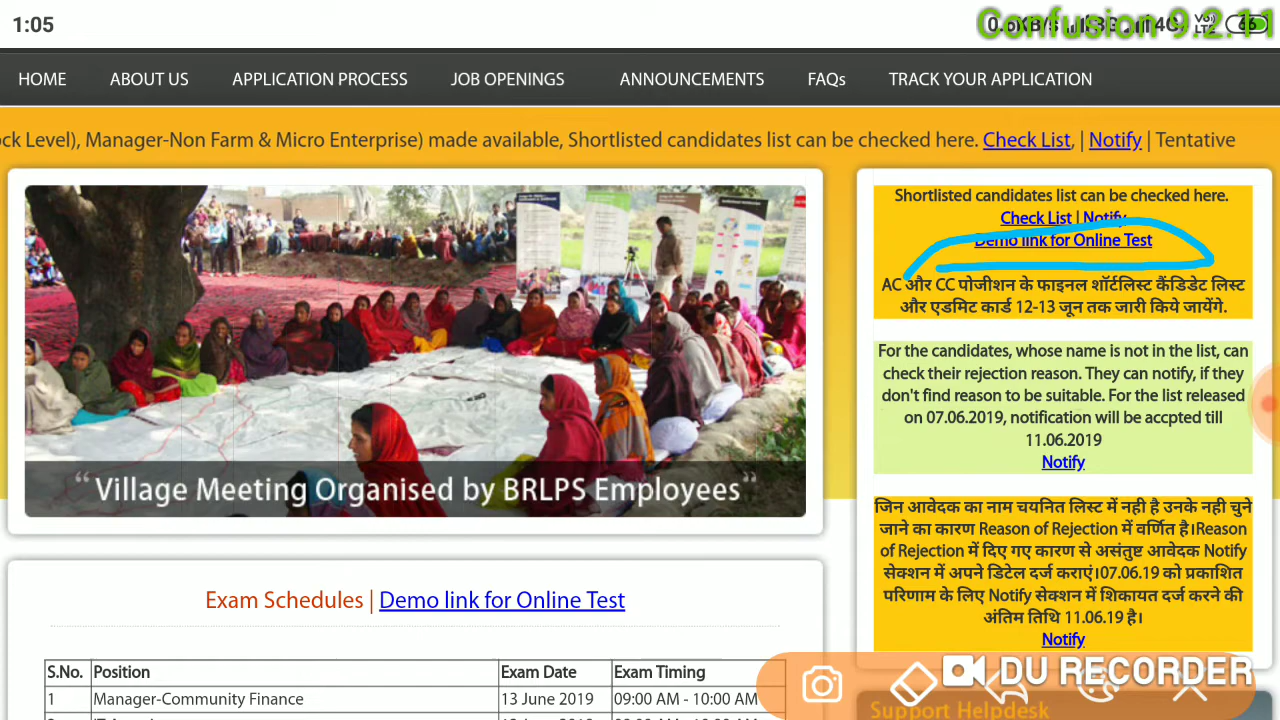 1:05
Confusion 9.2.11
HOME ABOUT US APPLICATION PROCESS JOB OPENINGS ANNOUNCEMENTS FAQs TRACK YOUR APPLICATION
ock Level), Manager-Non Farm & Micro Enterprise) made available, Shortlisted candidates list can be checked here. Check List, | Notify | Tentative
“ Village Meeting Organised by BRLPS Employees ”
Exam Schedules | Demo link for Online Test
S.No. Position Exam Date Exam Timing
1 Manager-Community Finance 13 June 2019 09:00 AM - 10:00 AM
Shortlisted candidates list can be checked here.
Check List | Notify
Demo link for Online Test
AC और CC पोजीशन के फाइनल शॉर्टलिस्ट कैंडिडेट लिस्ट
और एडमिट कार्ड 12-13 जून तक जारी किये जायेंगे.
For the candidates, whose name is not in the list, can
check their rejection reason. They can notify, if they
don't find reason to be suitable. For the list released
on 07.06.2019, notification will be accpted till
11.06.2019
Notify
जिन आवेदक का नाम चयनित लिस्ट में नही है उनके नही चुने
जाने का कारण Reason of Rejection में वर्णित है।Reason
of Rejection में दिए गए कारण से असंतुष्ट आवेदक Notify
सेक्शन में अपने डिटेल दर्ज कराएं।07.06.19 को प्रकाशित
परिणाम के लिए Notify सेक्शन में शिकायत दर्ज करने की
अंतिम तिथि 11.06.19 है।
Notify
DU RECORDER
Support Helpdesk